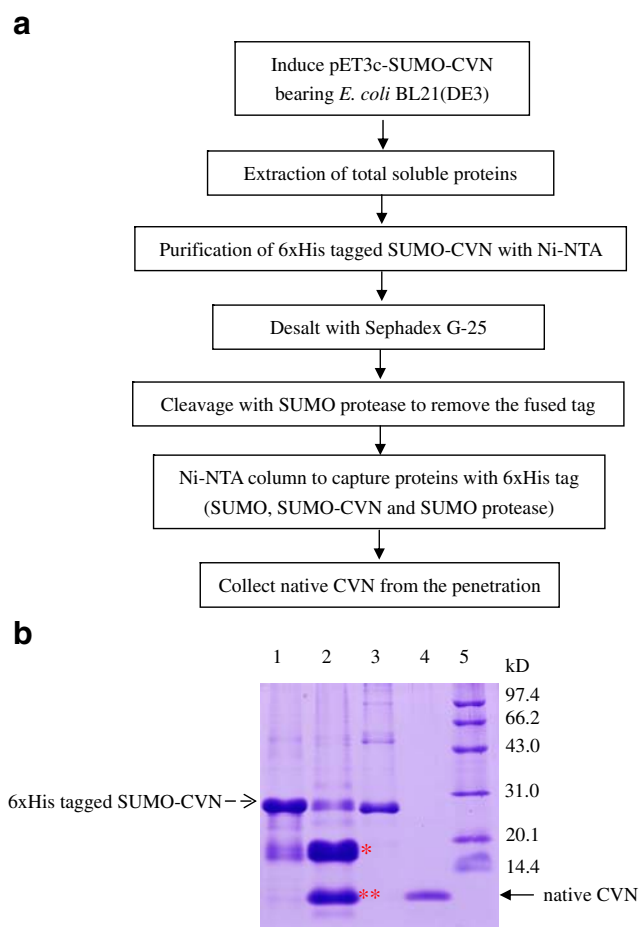 a
Induce pET3c-SUMO-CVN
bearing E. coli BL21(DE3)
Extraction of total soluble proteins
Purification of 6xHis tagged SUMO-CVN with Ni-NTA
Desalt with Sephadex G-25
Cleavage with SUMO protease to remove the fused tag
Ni-NTA column to capture proteins with 6xHis tag
(SUMO, SUMO-CVN and SUMO protease)
Collect native CVN from the penetration
b
1 2 3 4 5 kD
97.4
66.2
43.0
31.0
6xHis tagged SUMO-CVN
20.1
*
14.4
**
native CVN